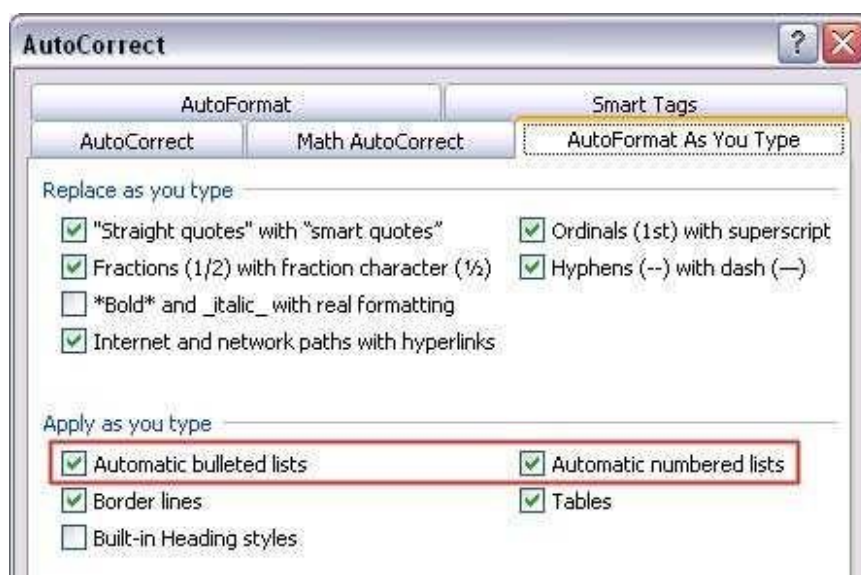 AutoCorrect
AutoFormat Smart Tags
AutoCorrect Math AutoCorrect AutoFormat As You Type
Replace as you type
"Straight quotes" with “smart quotes” Ordinals (1st) with superscript
Fractions (1/2) with fraction character (½) Hyphens (--) with dash (—)
*Bold* and _italic_ with real formatting
Internet and network paths with hyperlinks
Apply as you type
Automatic bulleted lists Automatic numbered lists
Border lines Tables
Built-in Heading styles